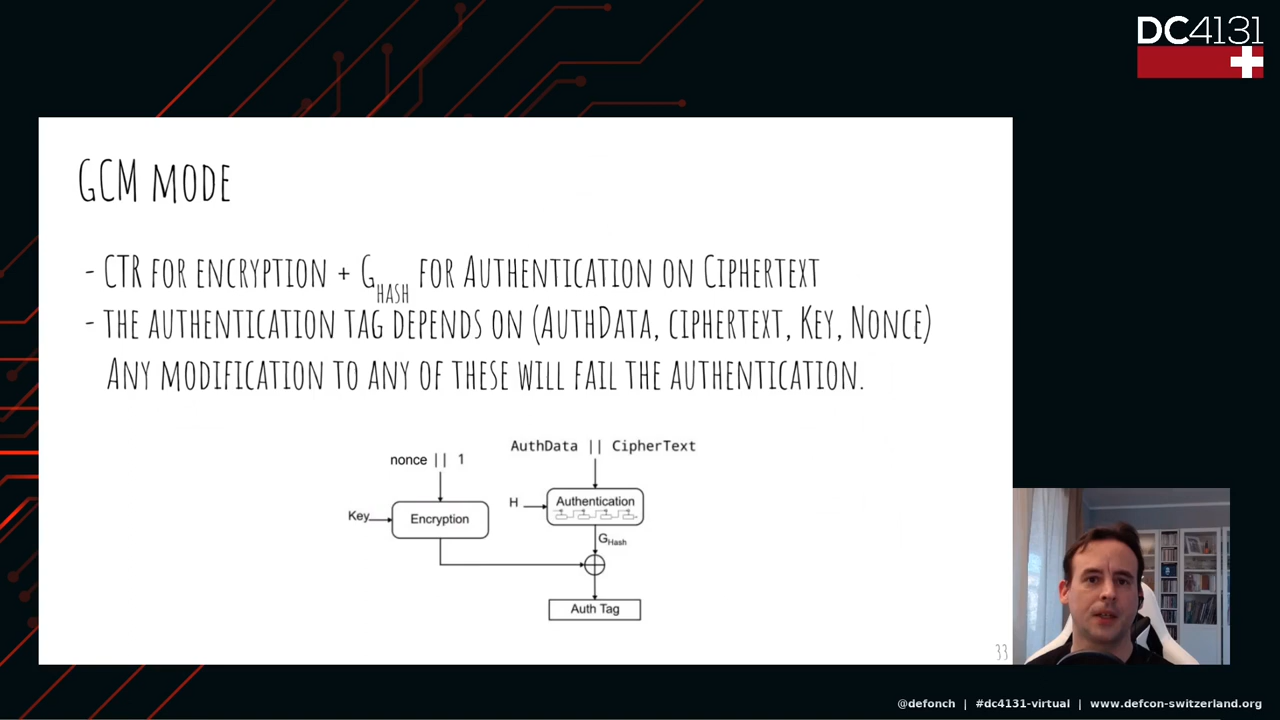 DC4131
GCM mode
- CTR for encryption + GHASH for Authentication on Ciphertext
- the authentication tag depends on (AuthData, ciphertext, Key, Nonce)
Any modification to any of these will fail the authentication.
AuthData || CipherText
nonce || 1
H
Authentication
Key
Encryption
GHash
Auth Tag
33
@defonch | #dc4131-virtual | www.defcon-switzerland.org